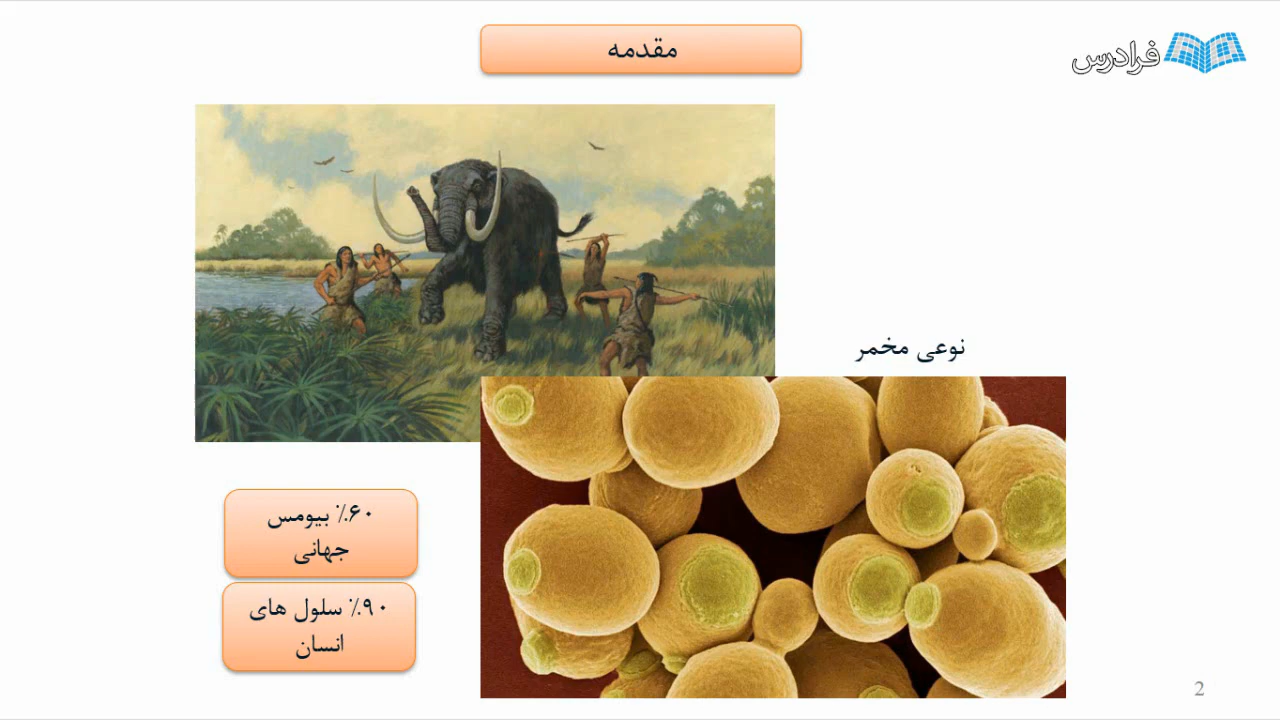 فرادرس
مقدمه
نوعی مخمر
۶۰٪ بیومس
جهانی
۹۰٪ سلول های
انسان
2